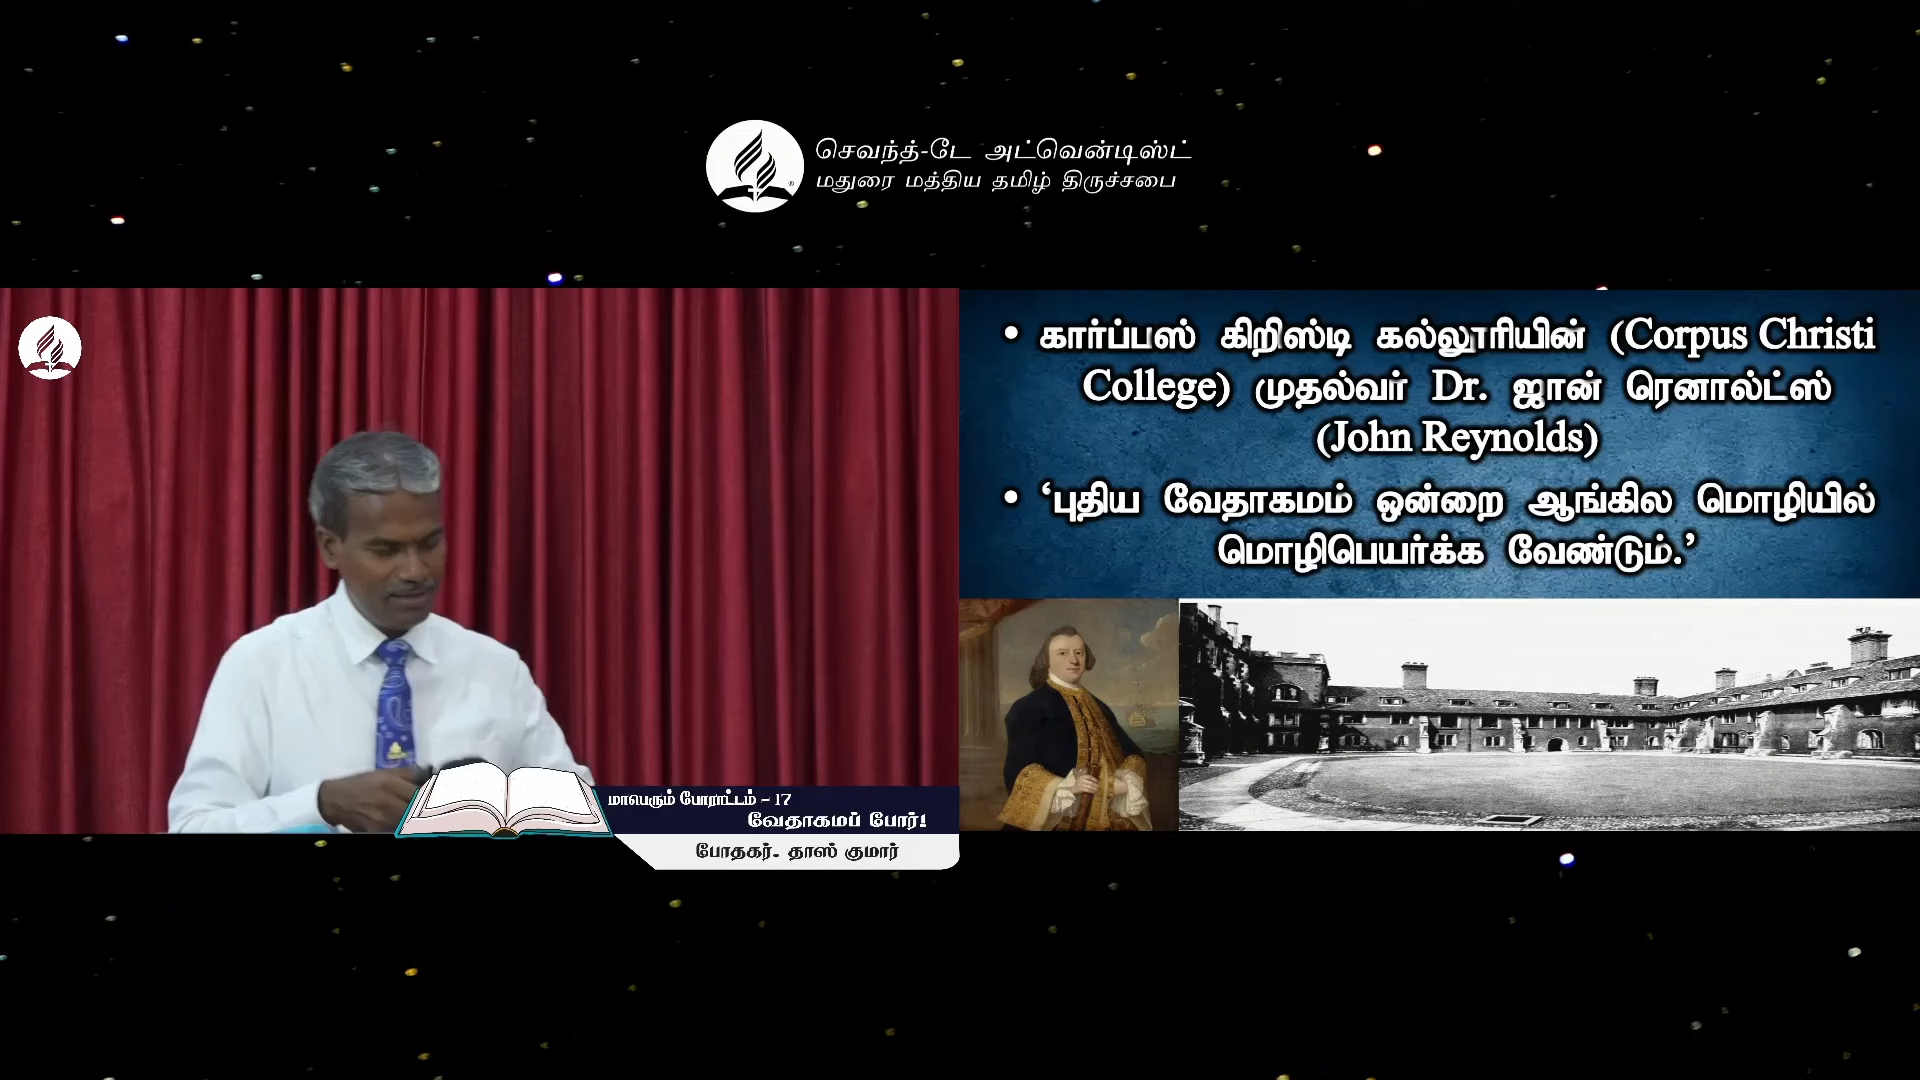 செவந்த்-டே அட்வென்டிஸ்ட்
மதுரை மத்திய தமிழ் திருச்சபை
• கார்ப்பஸ் கிறிஸ்டி கல்லூரியின் (Corpus Christi
College) முதல்வர் Dr. ஜான் ரெனால்ட்ஸ்
(John Reynolds)
• ‘புதிய வேதாகமம் ஒன்றை ஆங்கில மொழியில்
மொழிபெயர்க்க வேண்டும்.’
மாபெரும் போராட்டம் - 17
வேதாகமப் போர்!
போதகர். தாஸ் குமார்